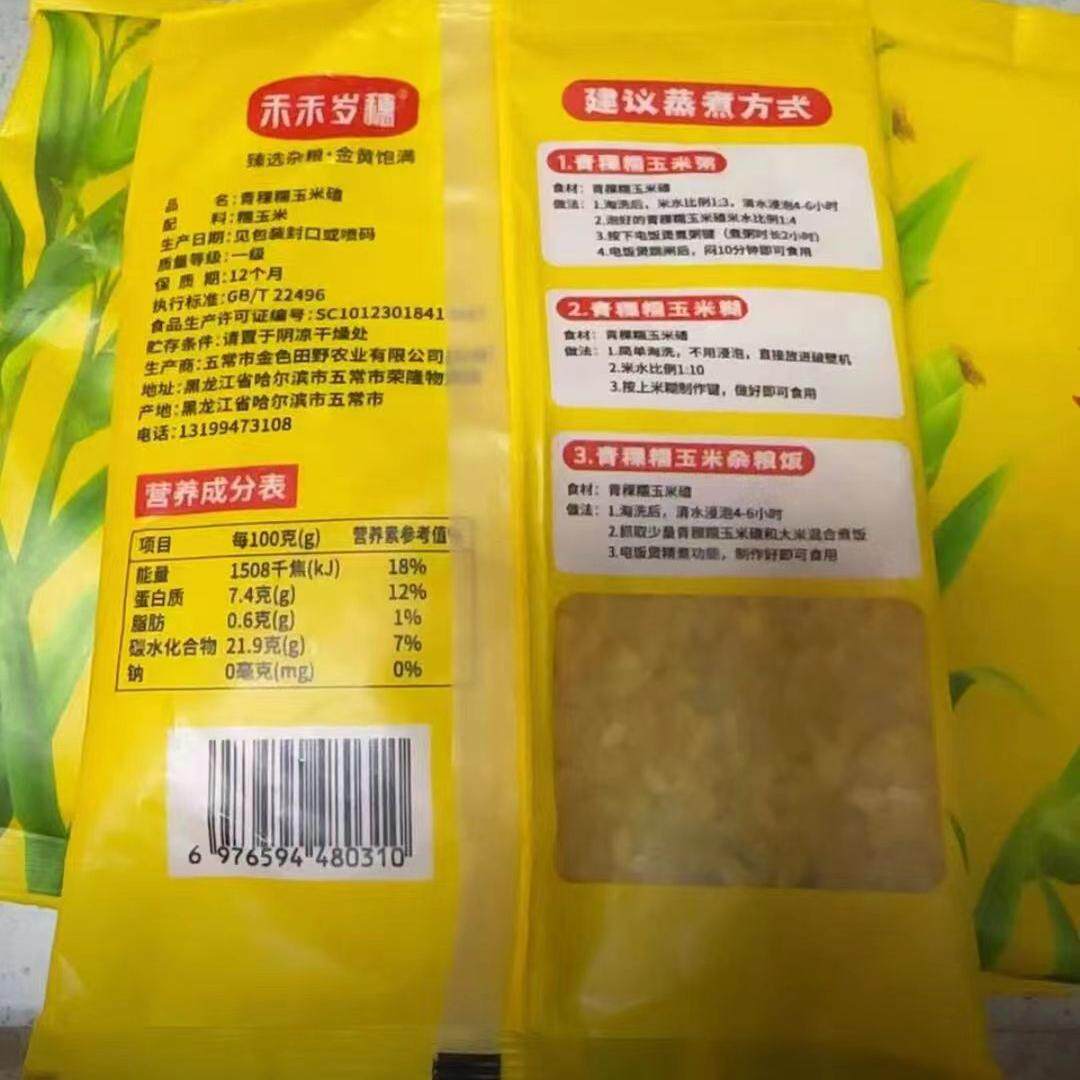 禾禾岁穗®
臻选杂粮·金黄饱满
品 名:青稞糯玉米碴
配 料:糯玉米
生产日期:见包装封口或喷码
质量等级:一级
保 质 期:12个月
执行标准:GB/T 22496
食品生产许可证编号:SC1012301841
贮存条件:请置于阴凉干燥处
生产商:五常市金色田野农业有限公司
地址:黑龙江省哈尔滨市五常市荣隆物
产地:黑龙江省哈尔滨市五常市
电话:13199473108
营养成分表
项目 每100克(g) 营养素参考值%
能量 1508千焦(kJ) 18%
蛋白质 7.4克(g) 12%
脂肪 0.6克(g) 1%
碳水化合物 21.9克(g) 7%
钠 0毫克(mg) 0%
6 976594 480310
建议蒸煮方式
1.青稞糯玉米粥
食材: 青稞糯玉米碴
做法: 1.淘洗后, 米水比例1:3, 清水浸泡4-6小时
2.泡好的青稞糯玉米碴米水比例1:4
3.按下电饭煲煮粥键 (煮粥时长2小时)
4.电饭煲跳闸后, 闷10分钟即可食用
2.青稞糯玉米糊
食材: 青稞糯玉米碴
做法: 1.简单淘洗, 不用浸泡, 直接放进破壁机
2.米水比例1:10
3.按上米糊制作键, 做好即可食用
3.青稞糯玉米杂粮饭
食材: 青稞糯玉米碴
做法: 1.淘洗后, 清水浸泡4-6小时
2.抓取少量青稞糯玉米碴和大米混合煮饭
3.电饭煲精煮功能, 制作好即可食用